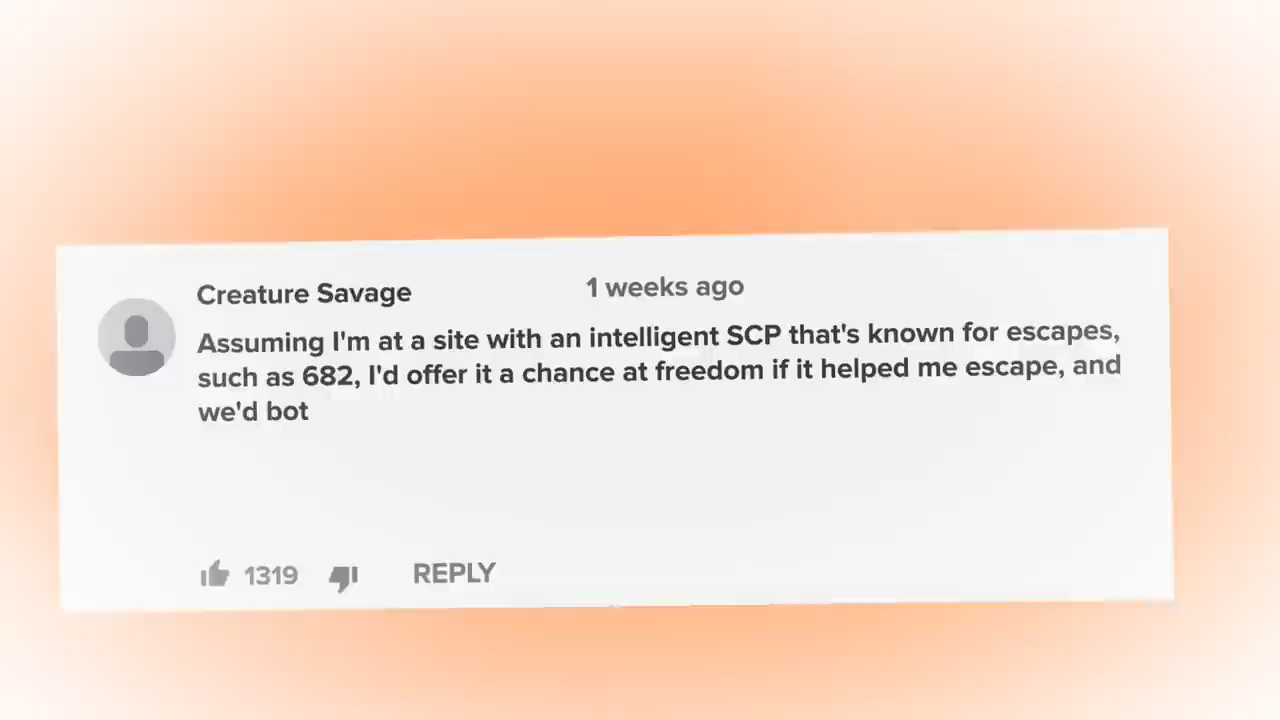 Creature Savage 1 weeks ago
Assuming I'm at a site with an intelligent SCP that's known for escapes,
such as 682, I'd offer it a chance at freedom if it helped me escape, and
we'd bot
1319 REPLY